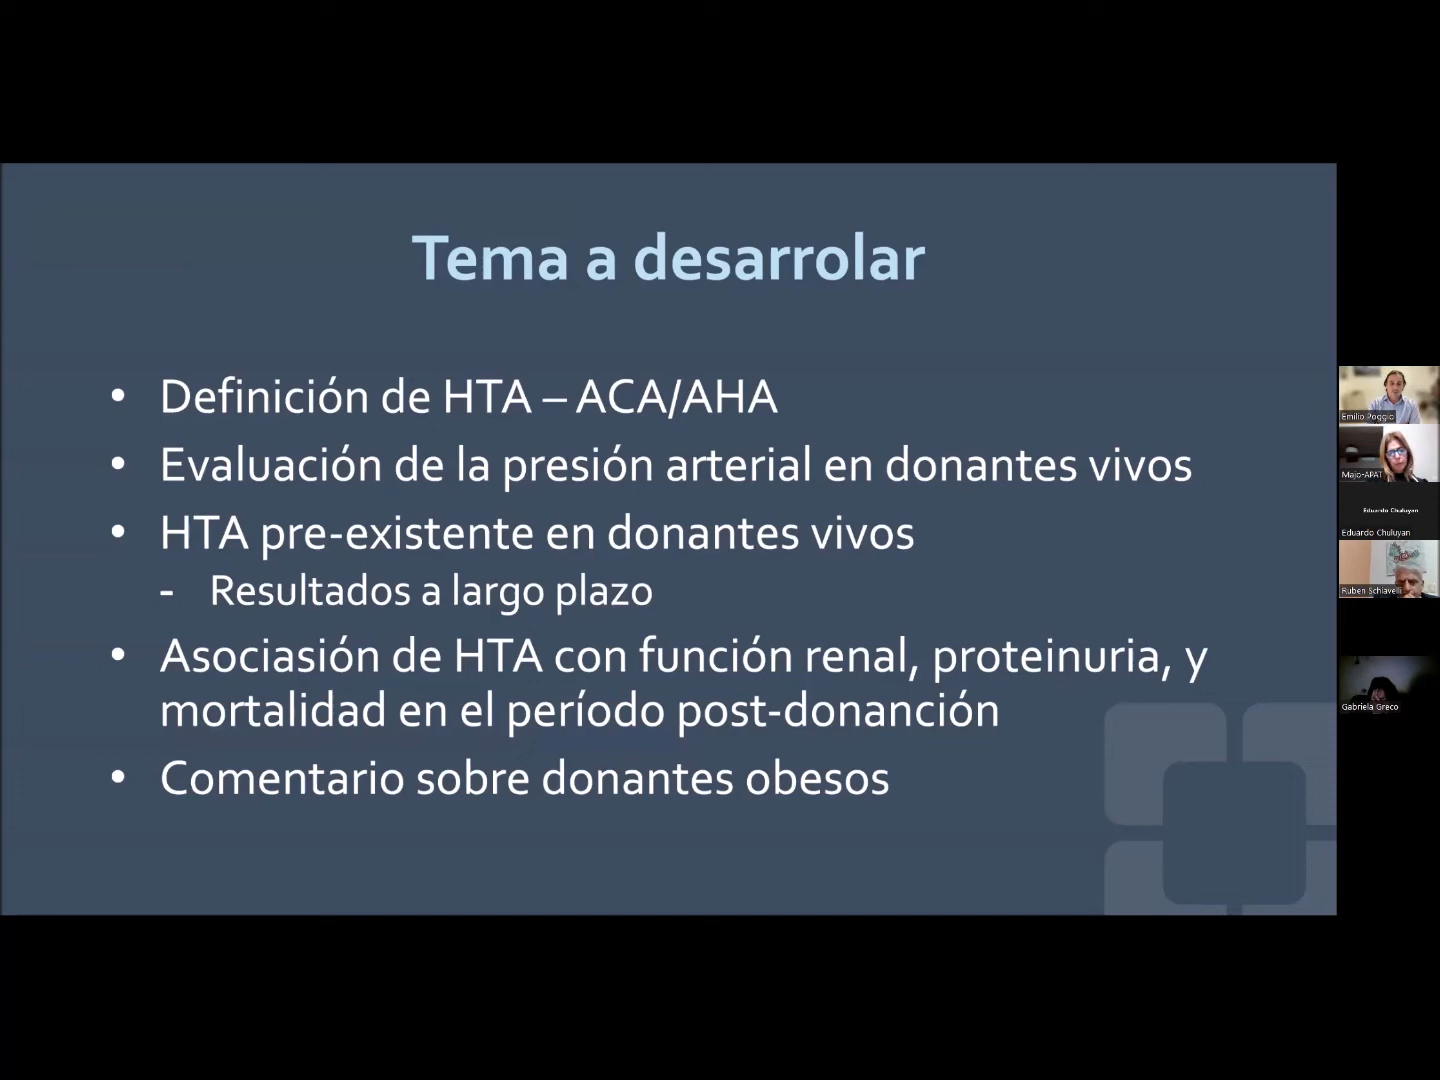 Tema a desarrolar
• Definición de HTA – ACA/AHA
• Evaluación de la presión arterial en donantes vivos
• HTA pre-existente en donantes vivos
- Resultados a largo plazo
• Asociasión de HTA con función renal, proteinuria, y
mortalidad en el período post-donanción
• Comentario sobre donantes obesos
Emilio Poggio
Majo-APAT
Eduardo Chuluyan
Eduardo Chuluyan
Ruben Schiavelli
Gabriela Greco